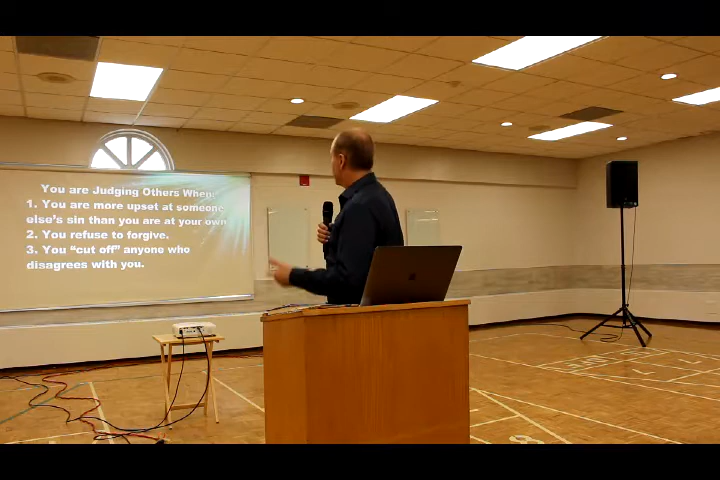 You are Judging Others When:
1. You are more upset at someone
else's sin than you are at your own
2. You refuse to forgive.
3. You "cut off" anyone who
disagrees with you.